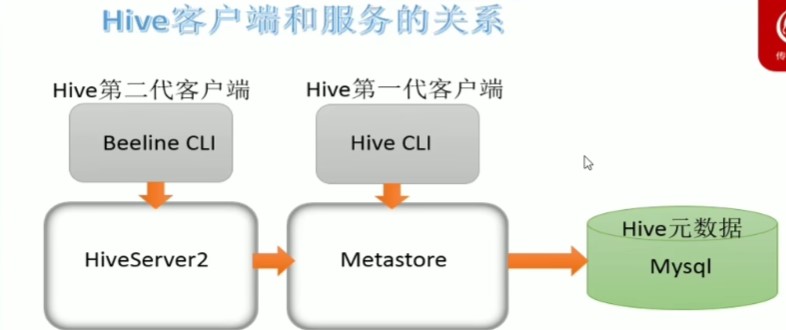 Hive客户端和服务的关系
Hive第二代客户端
Hive第一代客户端
Beeline CLI
Hive CLI
HiveServer2
Metastore
Hive元数据
Mysql